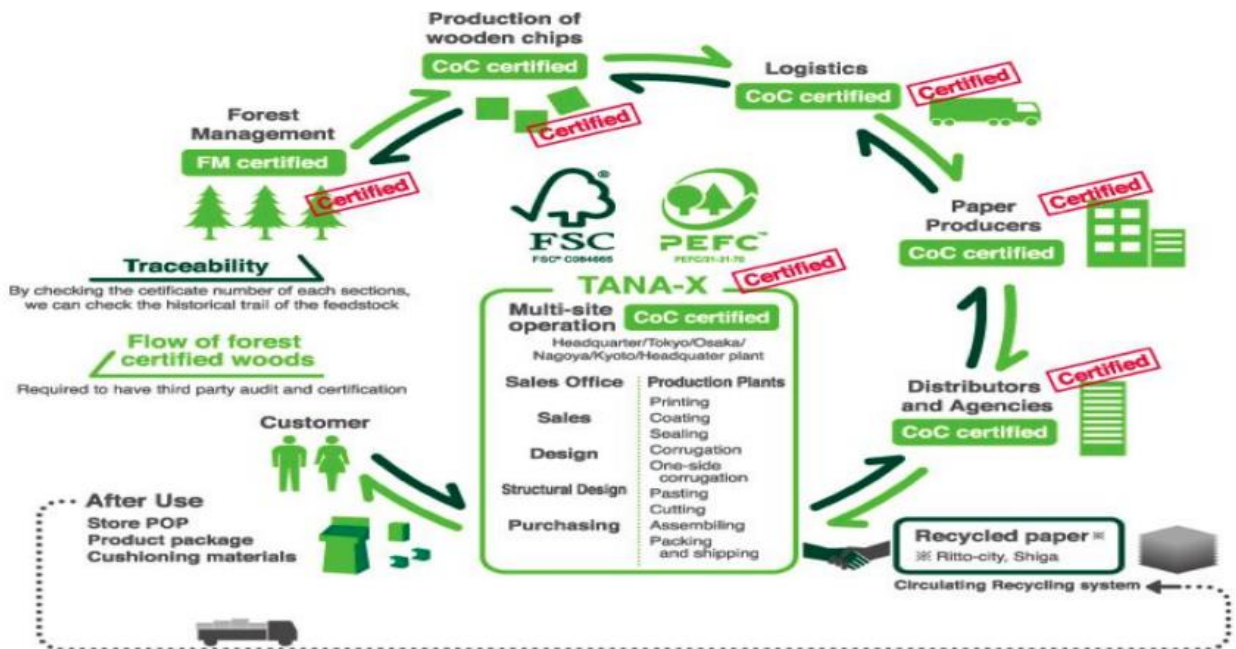 Production of
wooden chips
CoC certified
Certified
Logistics
CoC certified
Certified
Forest
Management
FM certified
Certified
Paper
Producers
CoC certified
Certified
FSC
®
FSC® C084665
PEFC™
PEFC/31-31-70
Traceability
By checking the cetificate number of each sections,
we can check the historical trail of the feedstock
Flow of forest
certified woods
Required to have third party audit and certification
TANA-X
Certified
Multi-site
operation
CoC certified
Headquarter/Tokyo/Osaka/
Nagoya/Kyoto/Headquater plant
Sales Office
Sales
Design
Structural Design
Purchasing
Production Plants
Printing
Coating
Sealing
Corrugation
One-side
corrugation
Pasting
Cutting
Assembiling
Packing
and shipping
Distributors
and Agencies
CoC certified
Certified
Customer
After Use
Store POP
Product package
Cushioning materials
Recycled paper ※
※ Ritto-city, Shiga
Circulating Recycling system